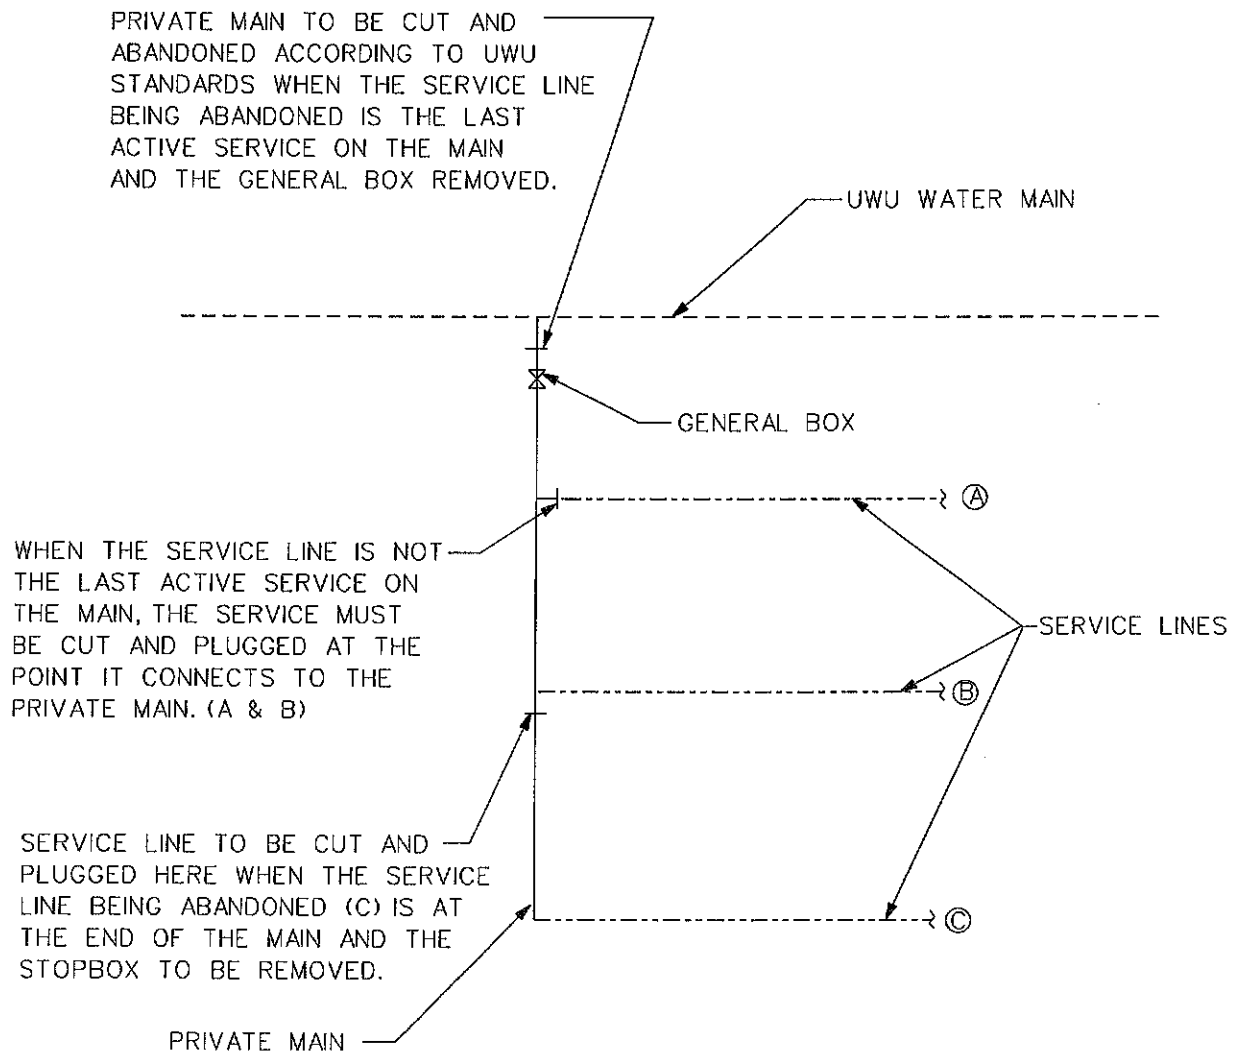 PRIVATE MAIN TO BE CUT AND
ABANDONED ACCORDING TO UWU
STANDARDS WHEN THE SERVICE LINE
BEING ABANDONED IS THE LAST
ACTIVE SERVICE ON THE MAIN
AND THE GENERAL BOX REMOVED.
UWU WATER MAIN
GENERAL BOX
A
WHEN THE SERVICE LINE IS NOT
THE LAST ACTIVE SERVICE ON
THE MAIN, THE SERVICE MUST
BE CUT AND PLUGGED AT THE
POINT IT CONNECTS TO THE
PRIVATE MAIN. (A & B)
SERVICE LINES
B
SERVICE LINE TO BE CUT AND
PLUGGED HERE WHEN THE SERVICE
LINE BEING ABANDONED (C) IS AT
THE END OF THE MAIN AND THE
STOPBOX TO BE REMOVED.
C
PRIVATE MAIN